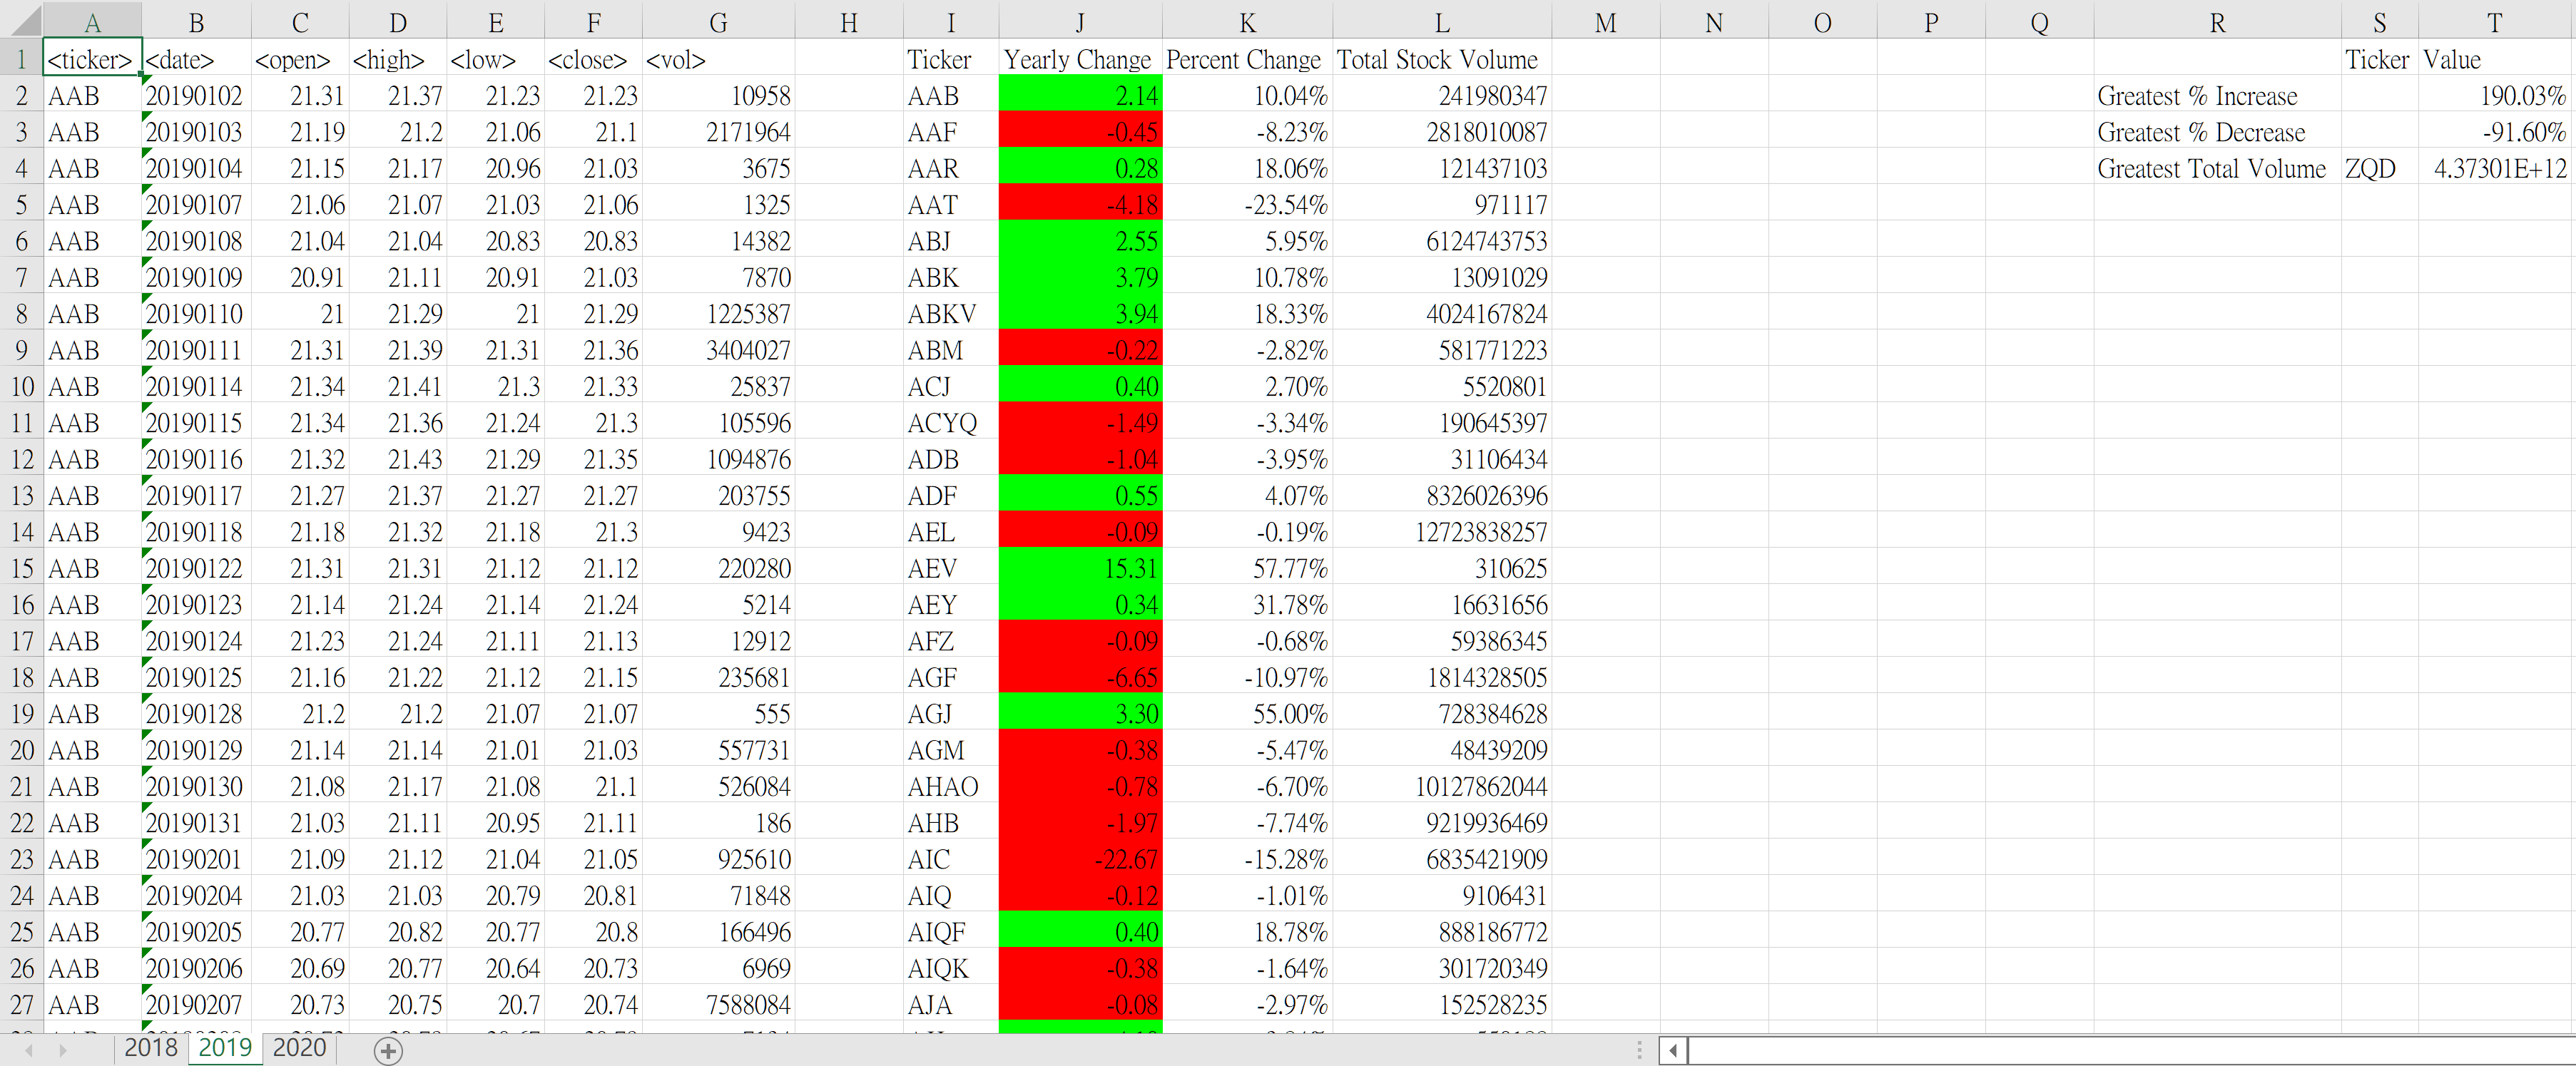 A B C D E F G H I J K L M N O P Q R S T
1 <ticker> <date> <open> <high> <low> <close> <vol> Ticker Yearly Change Percent Change Total Stock Volume Ticker Value
2 AAB 20190102 21.31 21.37 21.23 21.23 10958 AAB 2.14 10.04% 241980347 Greatest % Increase 190.03%
3 AAB 20190103 21.19 21.2 21.06 21.1 2171964 AAF -0.45 -8.23% 2818010087 Greatest % Decrease -91.60%
4 AAB 20190104 21.15 21.17 20.96 21.03 3675 AAR 0.28 18.06% 121437103 Greatest Total Volume ZQD 4.37301E+12
5 AAB 20190107 21.06 21.07 21.03 21.06 1325 AAT -4.18 -23.54% 971117
6 AAB 20190108 21.04 21.04 20.83 20.83 14382 ABJ 2.55 5.95% 6124743753
7 AAB 20190109 20.91 21.11 20.91 21.03 7870 ABK 3.79 10.78% 13091029
8 AAB 20190110 21 21.29 21 21.29 1225387 ABKV 3.94 18.33% 4024167824
9 AAB 20190111 21.31 21.39 21.31 21.36 3404027 ABM -0.22 -2.82% 581771223
10 AAB 20190114 21.34 21.41 21.3 21.33 25837 ACJ 0.40 2.70% 5520801
11 AAB 20190115 21.34 21.36 21.24 21.3 105596 ACYQ -1.49 -3.34% 190645397
12 AAB 20190116 21.32 21.43 21.29 21.35 1094876 ADB -1.04 -3.95% 31106434
13 AAB 20190117 21.27 21.37 21.27 21.27 203755 ADF 0.55 4.07% 8326026396
14 AAB 20190118 21.18 21.32 21.18 21.3 9423 AEL -0.09 -0.19% 12723838257
15 AAB 20190122 21.31 21.31 21.12 21.12 220280 AEV 15.31 57.77% 310625
16 AAB 20190123 21.14 21.24 21.14 21.24 5214 AEY 0.34 31.78% 16631656
17 AAB 20190124 21.23 21.24 21.11 21.13 12912 AFZ -0.09 -0.68% 59386345
18 AAB 20190125 21.16 21.22 21.12 21.15 235681 AGF -6.65 -10.97% 1814328505
19 AAB 20190128 21.2 21.2 21.07 21.07 555 AGJ 3.30 55.00% 728384628
20 AAB 20190129 21.14 21.14 21.01 21.03 557731 AGM -0.38 -5.47% 48439209
21 AAB 20190130 21.08 21.17 21.08 21.1 526084 AHAO -0.78 -6.70% 10127862044
22 AAB 20190131 21.03 21.11 20.95 21.11 186 AHB -1.97 -7.74% 9219936469
23 AAB 20190201 21.09 21.12 21.04 21.05 925610 AIC -22.67 -15.28% 6835421909
24 AAB 20190204 21.03 21.03 20.79 20.81 71848 AIQ -0.12 -1.01% 9106431
25 AAB 20190205 20.77 20.82 20.77 20.8 166496 AIQF 0.40 18.78% 888186772
26 AAB 20190206 20.69 20.77 20.64 20.73 6969 AIQK -0.38 -1.64% 301720349
27 AAB 20190207 20.73 20.75 20.7 20.74 7588084 AJA -0.08 -2.97% 152528235
2018 2019 2020